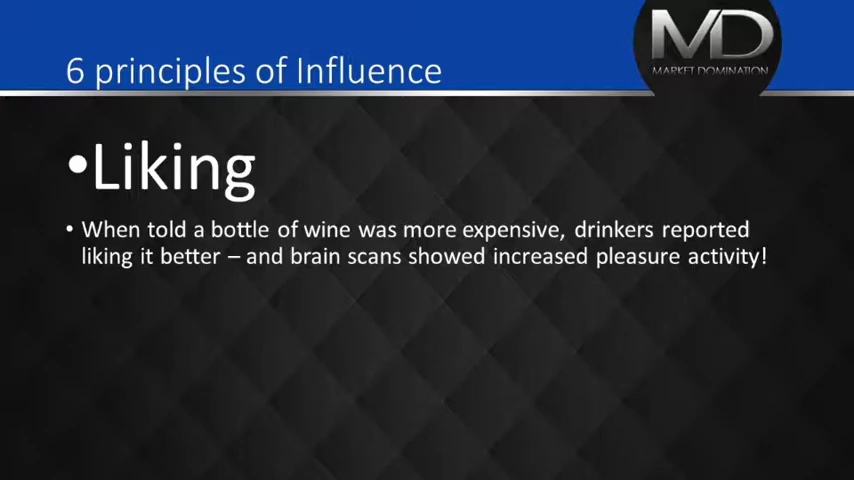 6 principles of Influence
MD
MARKET DOMINATION
•Liking
• When told a bottle of wine was more expensive, drinkers reported
liking it better – and brain scans showed increased pleasure activity!